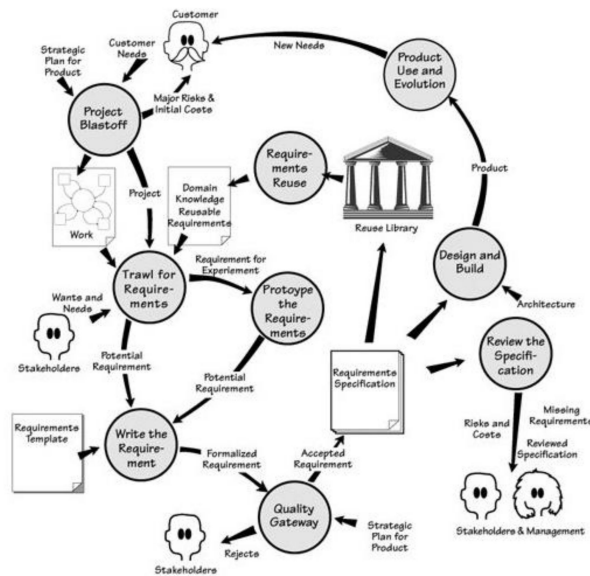 Customer
Strategic
Plan for
Product
Customer
Needs
New Needs
Product
Use and
Evolution
Project
Blastoff
Major Risks &
Initial Costs
Require-
ments
Reuse
Product
Domain
Knowledge
Reusable
Requirements
Project
Work
Reuse Library
Trawl for
Require-
ments
Requirement for
Experiement
Design and
Build
Wants and
Needs
Protoype
the
Require-
ments
Architecture
Stakeholders
Review the
Specifi-
cation
Potential
Requirement
Potential
Requirement
Requirements
Specification
Requirements
Template
Write the
Require-
ment
Formalized
Requirement
Accepted
Requirement
Risks and
Costs
Missing
Requirements
Reviewed
Specification
Quality
Gateway
Strategic
Plan for
Product
Stakeholders & Management
Stakeholders
Rejects